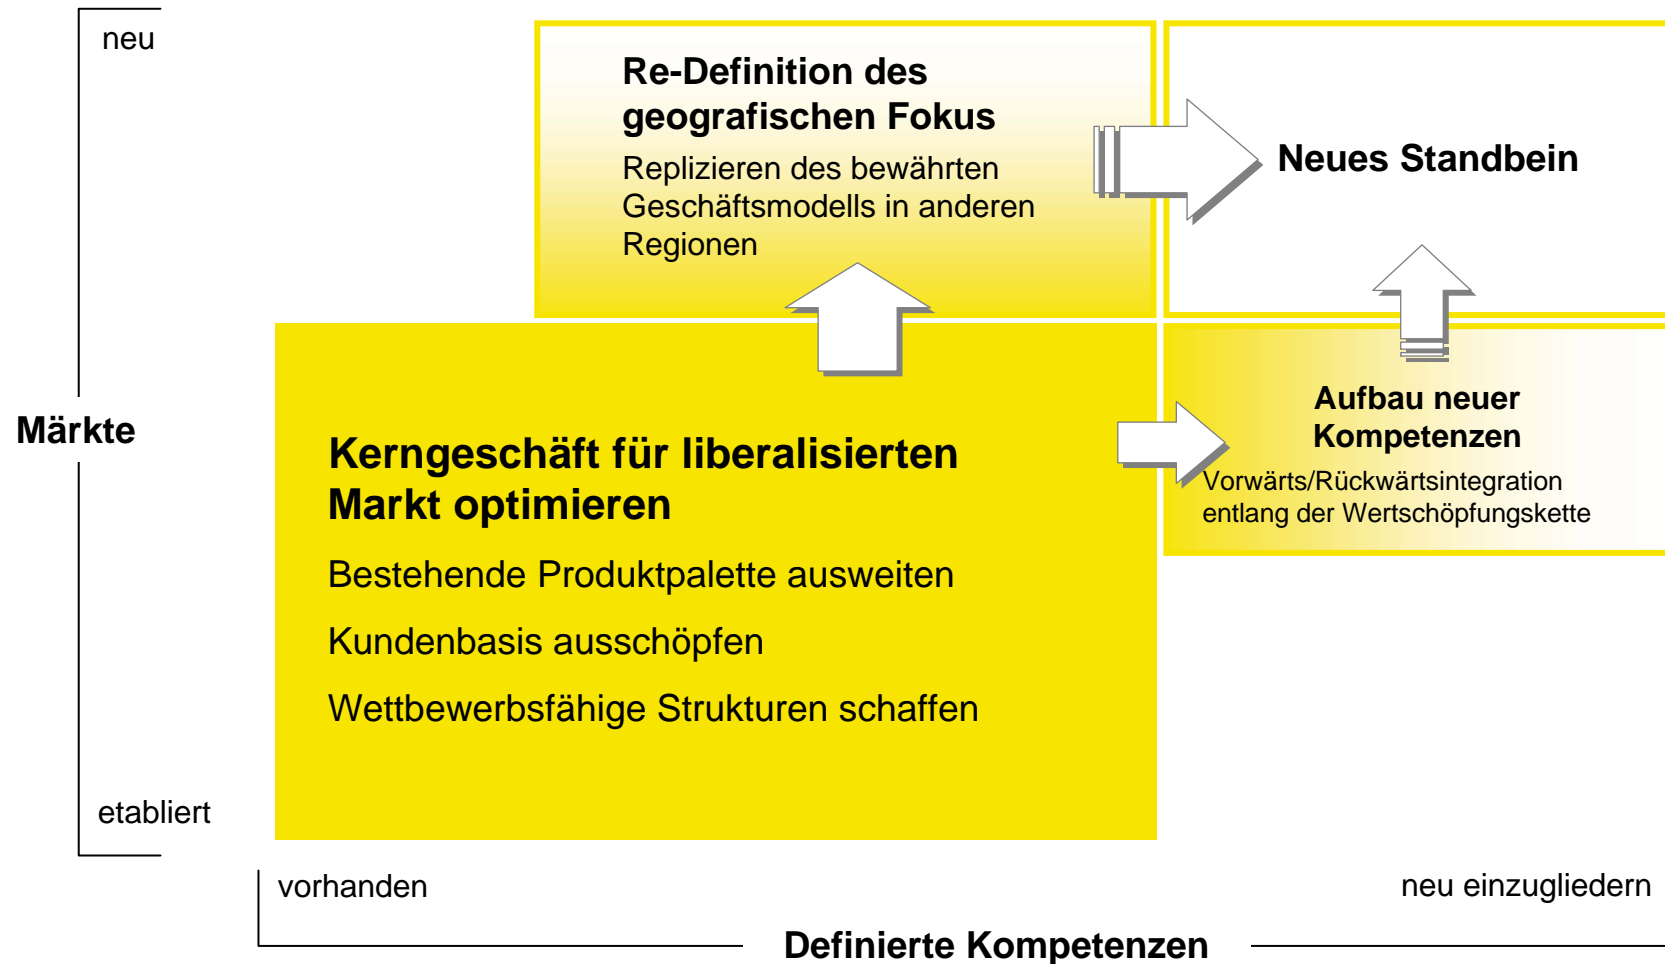 neu
Re-Definition des
geografischen Fokus
Replizieren des bewährten
Geschäftsmodells in anderen
Regionen
Neues Standbein
Märkte
Kerngeschäft für liberalisierten
Markt optimieren
Bestehende Produktpalette ausweiten
Kundenbasis ausschöpfen
Wettbewerbsfähige Strukturen schaffen
Aufbau neuer
Kompetenzen
Vorwärts/Rückwärtsintegration
entlang der Wertschöpfungskette
etabliert
vorhanden
neu einzugliedern
Definierte Kompetenzen